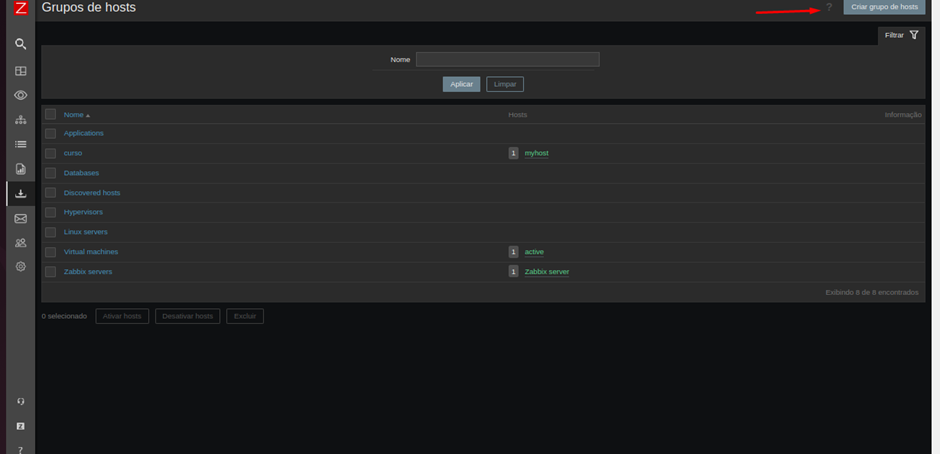 Z
Grupos de hosts
?
Criar grupo de hosts
Filtrar
Nome
Aplicar
Limpar
Nome
Hosts
Informação
Applications
curso
1
myhost
Databases
Discovered hosts
Hypervisors
Linux servers
Virtual machines
1
active
Zabbix servers
1
Zabbix server
Exibindo 8 de 8 encontrados
0 selecionado
Ativar hosts
Desativar hosts
Excluir
Z
?